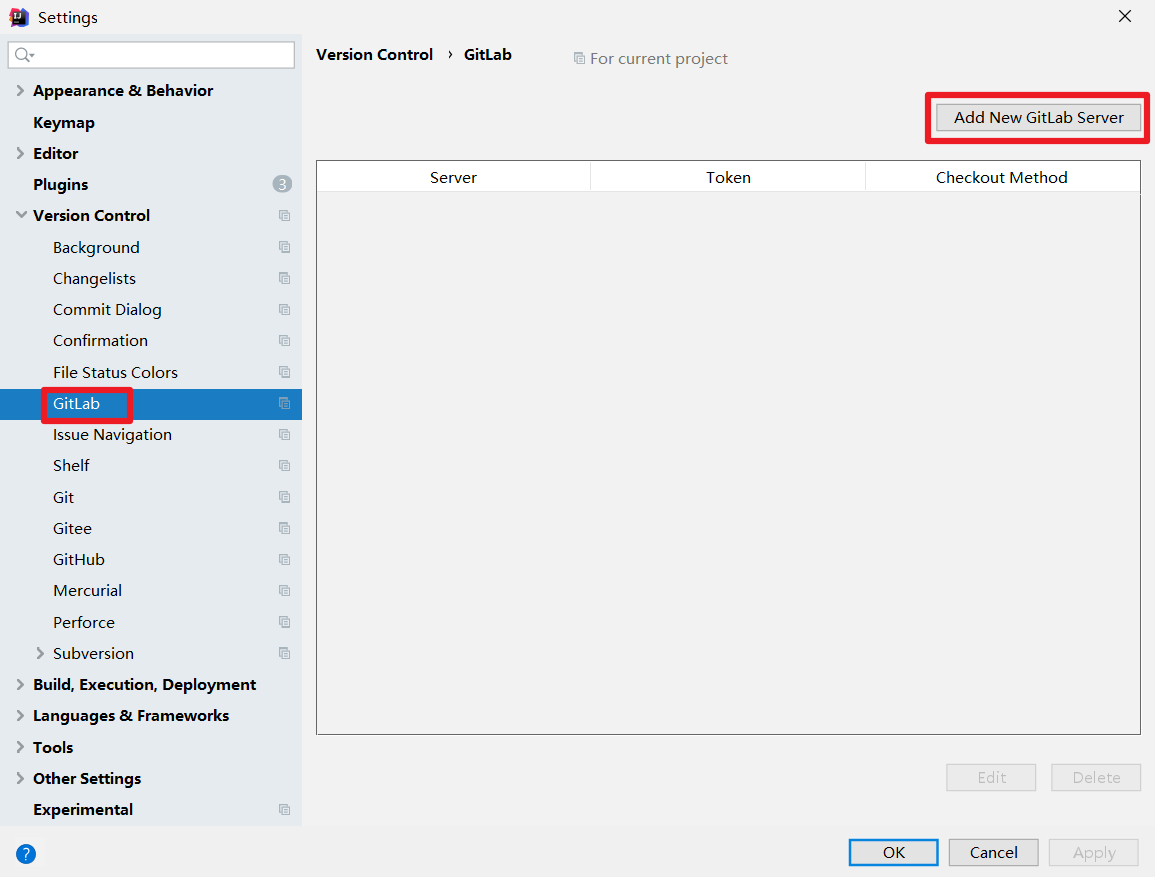 Settings
Version Control › GitLab For current project
Appearance & Behavior
Keymap
Editor
Plugins 3
Version Control
Background
Changelists
Commit Dialog
Confirmation
File Status Colors
GitLab
Issue Navigation
Shelf
Git
Gitee
GitHub
Mercurial
Perforce
Subversion
Build, Execution, Deployment
Languages & Frameworks
Tools
Other Settings
Experimental
Add New GitLab Server
Server Token Checkout Method
Edit Delete
? OK Cancel Apply